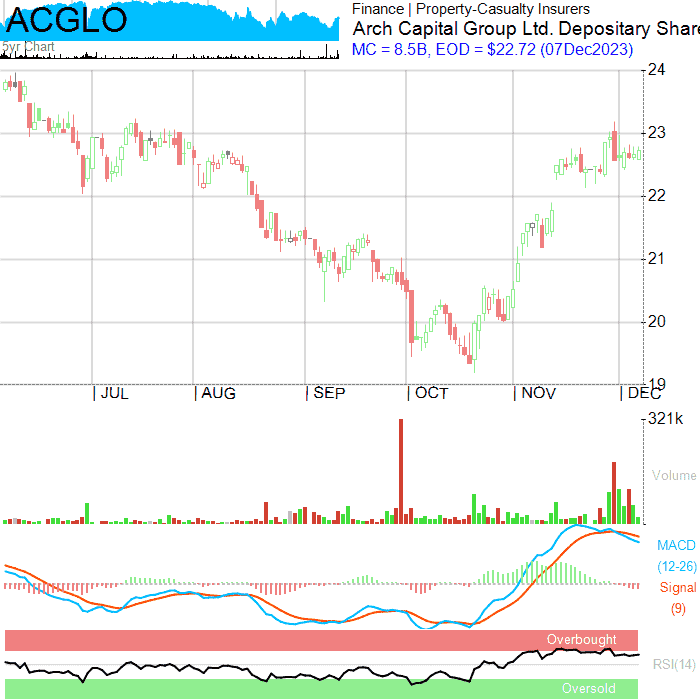 ACGLO
5yr Chart
Finance | Property-Casualty Insurers
Arch Capital Group Ltd. Depositary Share
MC = 8.5B, EOD = $22.72 (07Dec2023)
24
23
22
21
20
19
JUL AUG SEP OCT NOV DEC
321k
Volume
MACD
(12-26)
Signal
(9)
Overbought
RSI(14)
Oversold